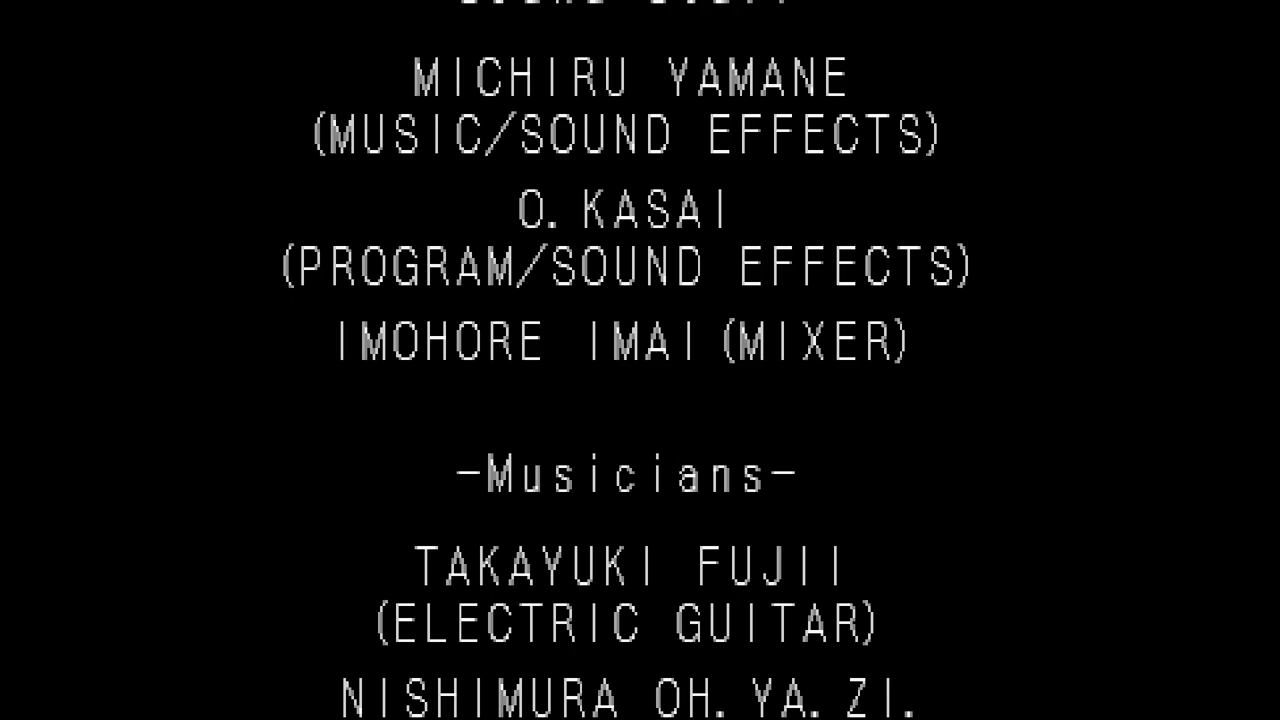 MICHIRU YAMANE
(MUSIC/SOUND EFFECTS)
O. KASAI
(PROGRAM/SOUND EFFECTS)
IMOHORE IMAI (MIXER)
-Musicians-
TAKAYUKI FUJII
(ELECTRIC GUITAR)
NISHIMURA OH. YA. ZI.